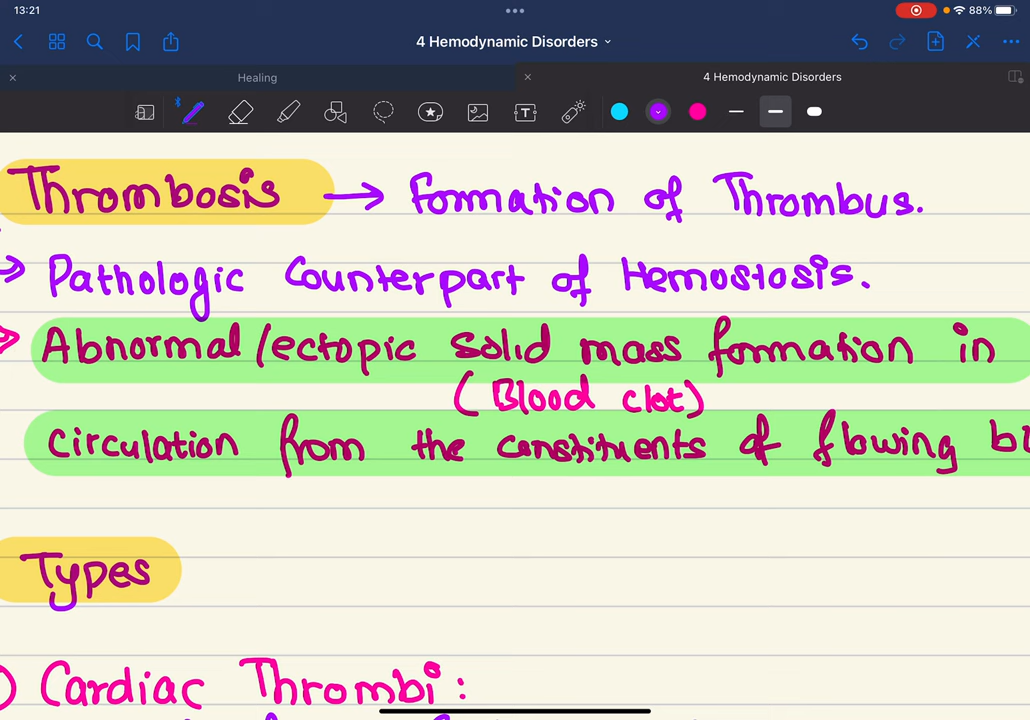 13:21
88%
4 Hemodynamic Disorders
Healing
4 Hemodynamic Disorders
T
Thrombosis → Formation of Thrombus.
Pathologic Counterpart of Hemostosis.
Abnormal/ectopic Solid mass formation in
(Blood clot)
Circulation from the constituents of flowing
Types
) Cardiac Thrombi: